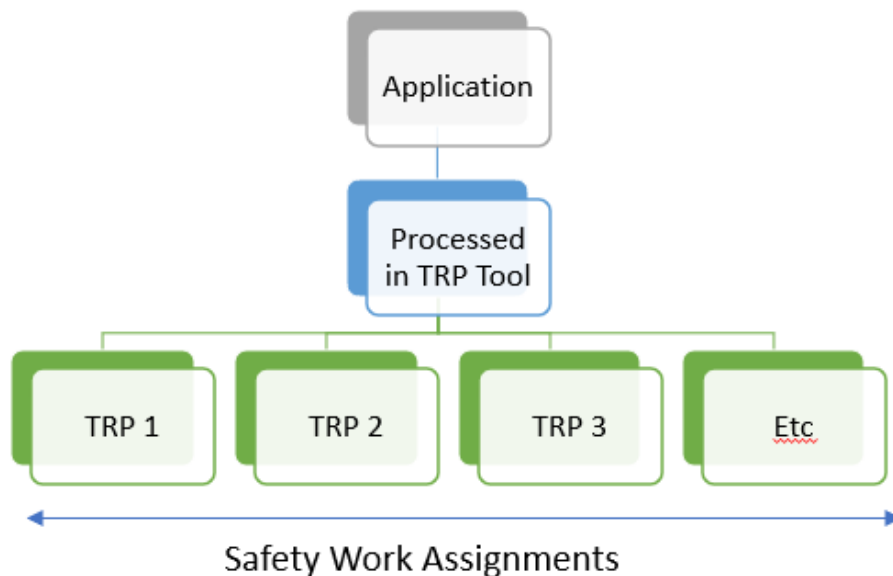 Application
Processed
in TRP Tool
TRP 1
TRP 2
TRP 3
Etc
Safety Work Assignments